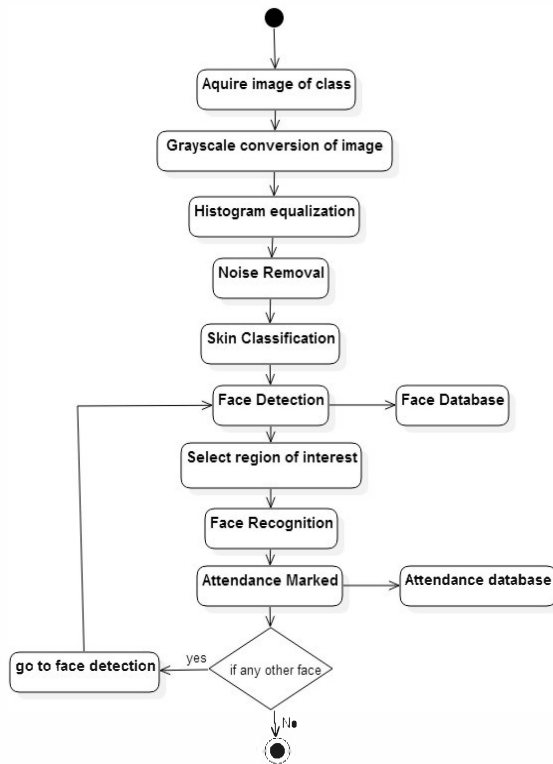 Aquire image of class
Grayscale conversion of image
Histogram equalization
Noise Removal
Skin Classification
Face Detection
Face Database
Select region of interest
Face Recognition
Attendance Marked
Attendance database
if any other face
yes
go to face detection
No